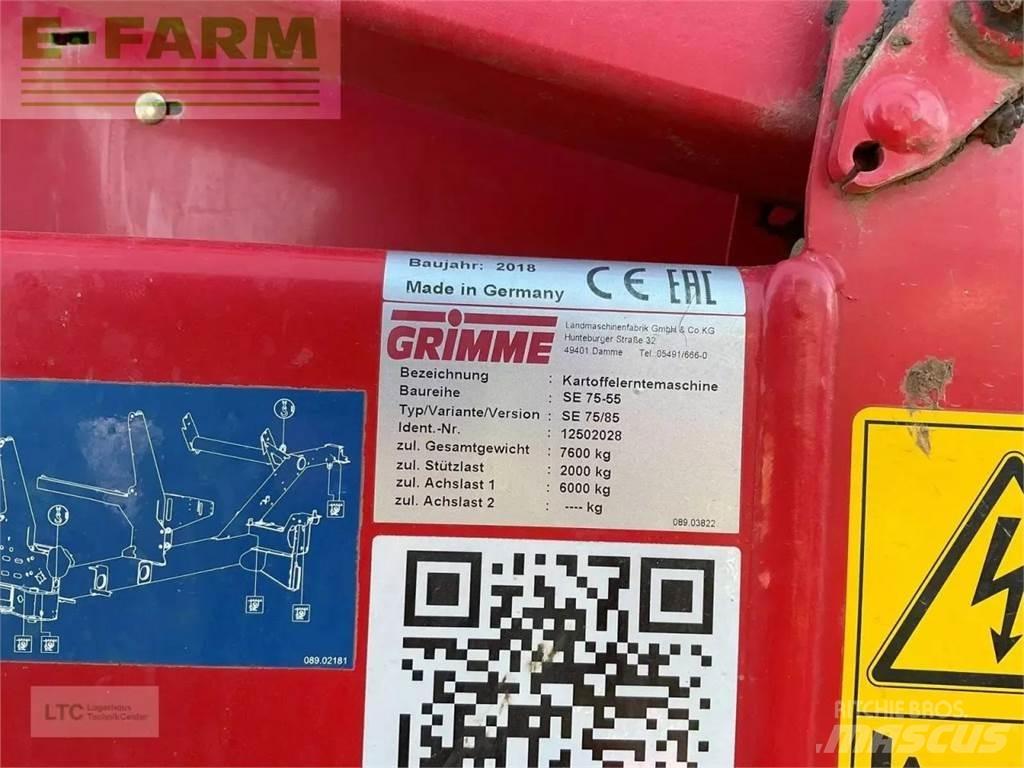 E-FARM
Baujahr: 2018
Made in Germany
CE EAC
GRIMME
Landmaschinenfabrik GmbH & Co KG
Hunteburger Straße 32
49401 Damme Tel.:05491/666-0
Bezeichnung : Kartoffelerntemaschine
Baureihe : SE 75-55
Typ/Variante/Version : SE 75/85
Ident.-Nr. : 12502028
zul. Gesamtgewicht : 7600 kg
zul. Stützlast : 2000 kg
zul. Achslast 1 : 6000 kg
zul. Achslast 2 : ---- kg
089.03822
089.02181
LTC Lagerhaus
TechnikCenter
RITCHIE BROS.
MASCUS